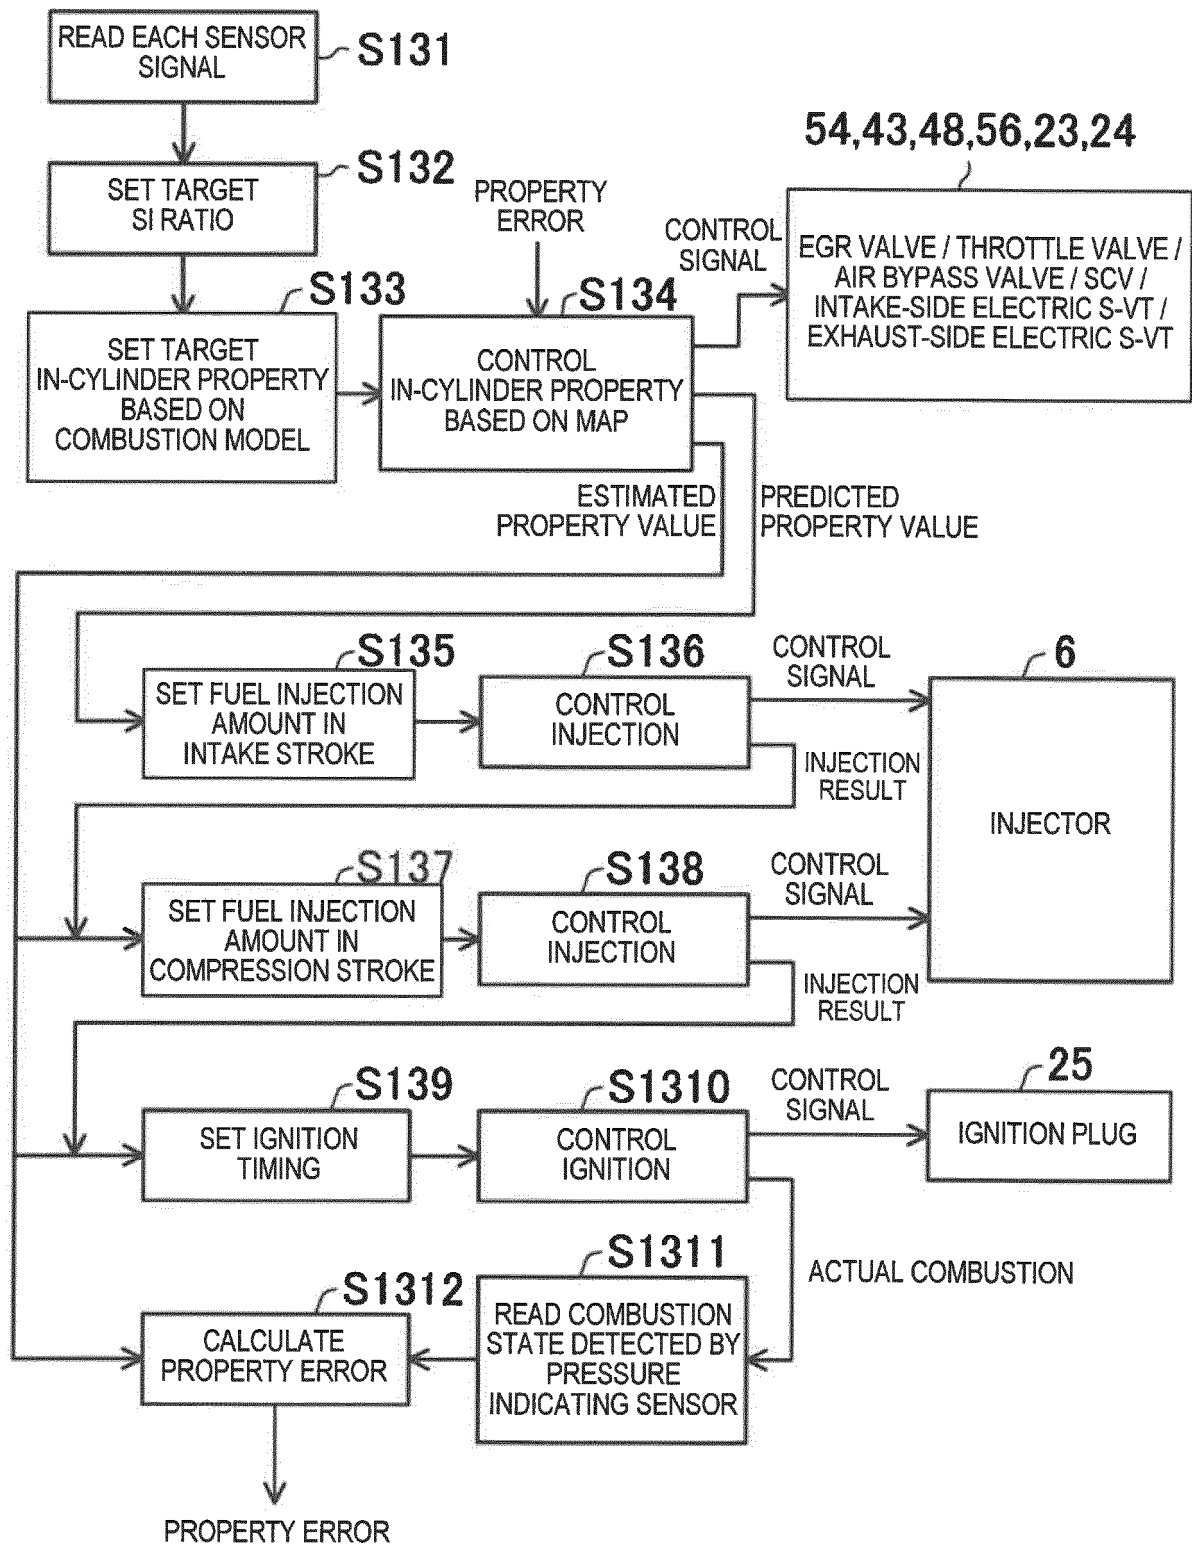 READ EACH SENSOR
SIGNAL
S131
SET TARGET
SI RATIO
S132
54,43,48,56,23,24
PROPERTY
ERROR
CONTROL
SIGNAL
EGR VALVE / THROTTLE VALVE /
AIR BYPASS VALVE / SCV /
INTAKE-SIDE ELECTRIC S-VT /
EXHAUST-SIDE ELECTRIC S-VT
S133
SET TARGET
IN-CYLINDER PROPERTY
BASED ON
COMBUSTION MODEL
S134
CONTROL
IN-CYLINDER PROPERTY
BASED ON MAP
ESTIMATED
PROPERTY VALUE
PREDICTED
PROPERTY VALUE
S135
SET FUEL INJECTION
AMOUNT IN
INTAKE STROKE
S136
CONTROL
INJECTION
CONTROL
SIGNAL
6
INJECTOR
INJECTION
RESULT
S137
SET FUEL INJECTION
AMOUNT IN
COMPRESSION STROKE
S138
CONTROL
INJECTION
CONTROL
SIGNAL
INJECTION
RESULT
S139
SET IGNITION
TIMING
S1310
CONTROL
IGNITION
CONTROL
SIGNAL
25
IGNITION PLUG
ACTUAL COMBUSTION
S1311
READ COMBUSTION
STATE DETECTED BY
PRESSURE
INDICATING SENSOR
S1312
CALCULATE
PROPERTY ERROR
PROPERTY ERROR